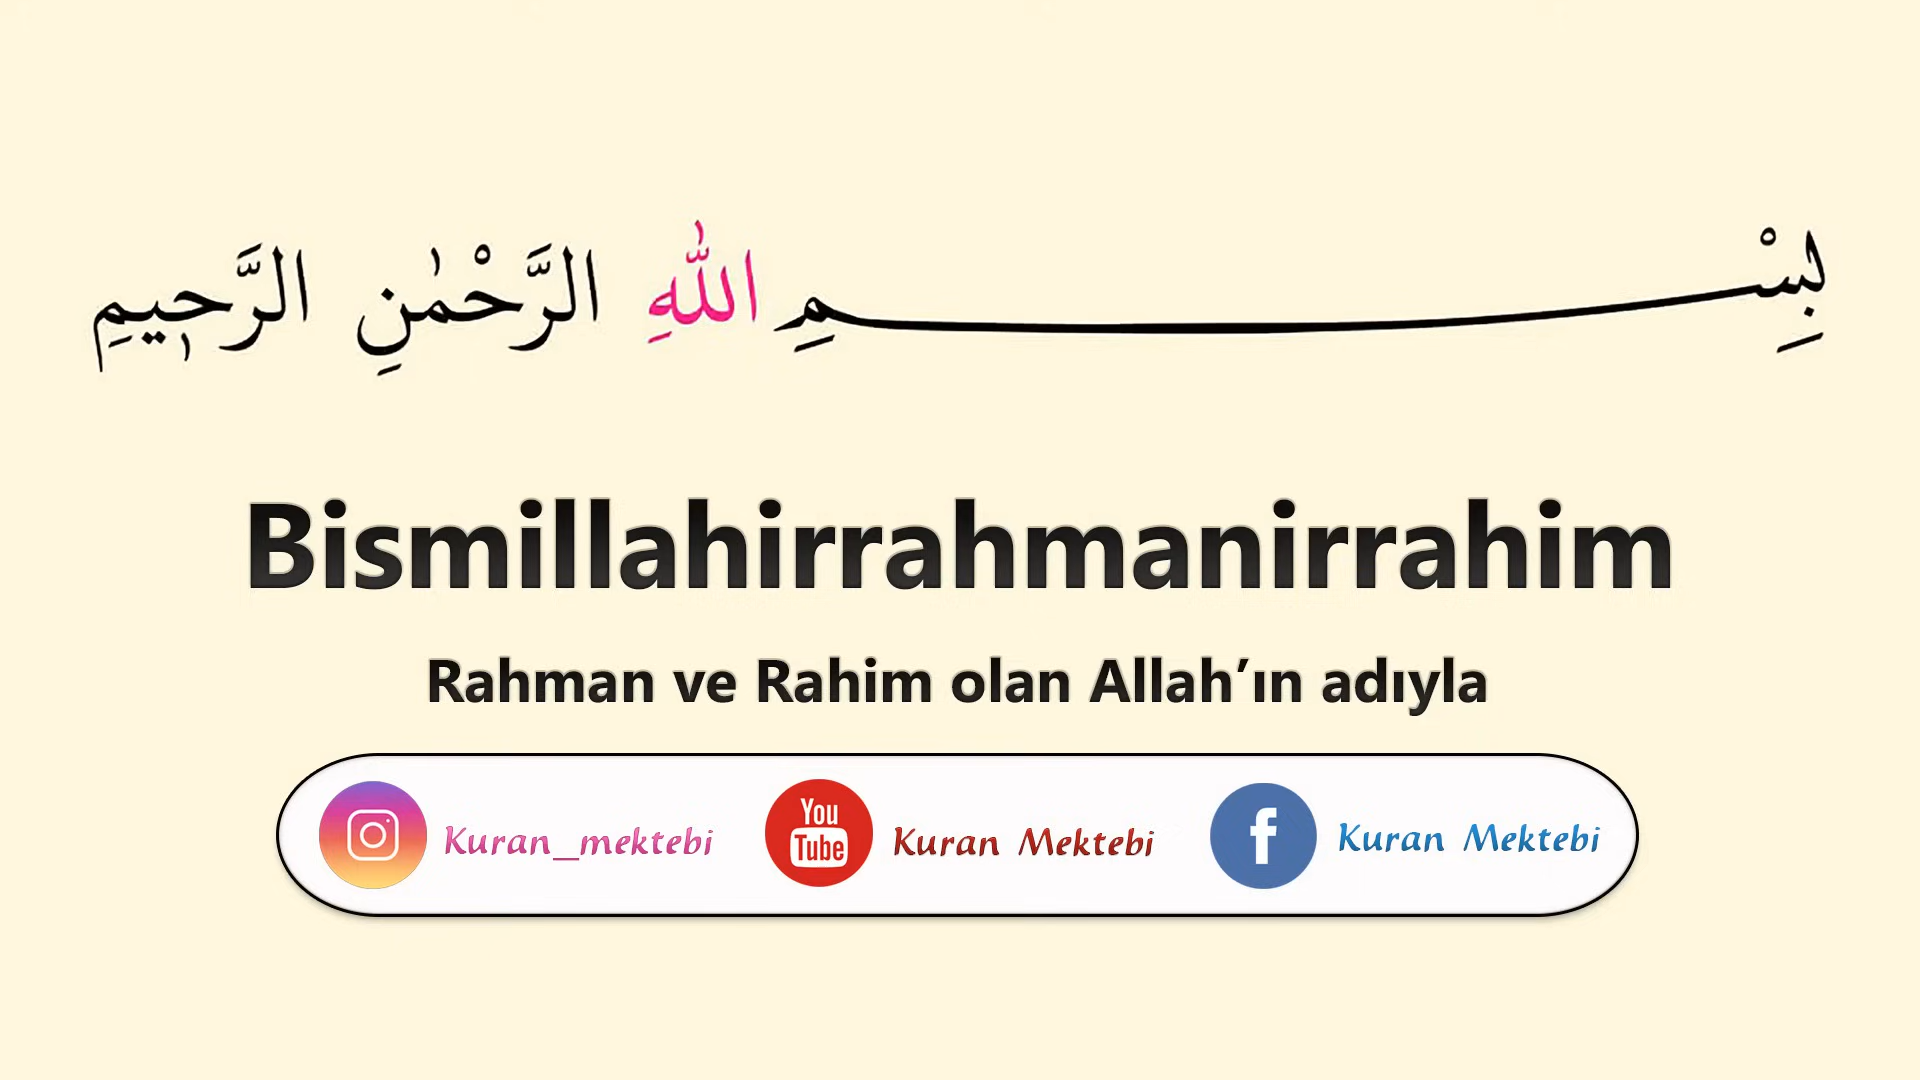 بِسْمِ اللّٰهِ الرَّحْمٰنِ الرَّح۪يمِ
Bismillahirrahmanirrahim
Rahman ve Rahim olan Allah’ın adıyla
Kuran_mektebi You Tube Kuran Mektebi f Kuran Mektebi